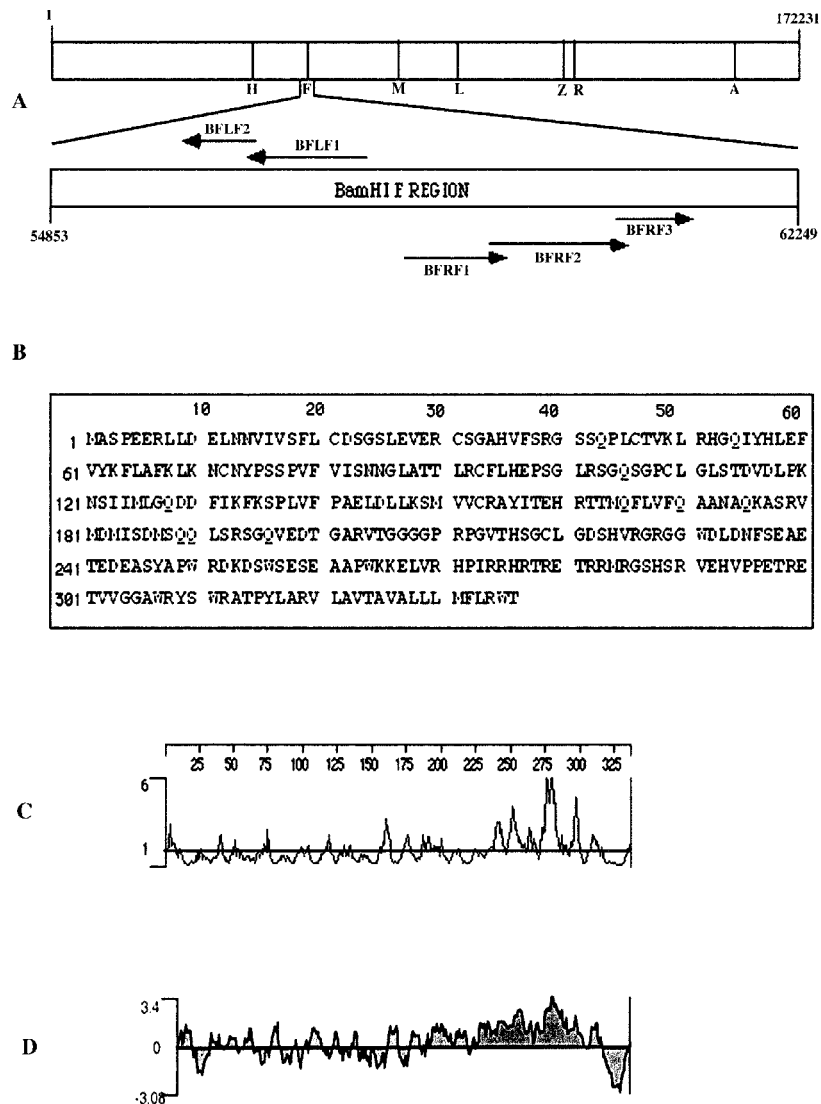 1 172231
H F M L Z R A
A
BFLF2
BFLF1
BamHI F REGION
54853 62249
BFRF3
BFRF2
BFRF1
B
10 20 30 40 50 60
1 MASPEERLLD ELNNVIVSFL CDSGSLEVER CSGAHVFSRG SSQPLCTVKL RHGQIYHLEF
61 VYKFLAFKLK NCNYPSSPVF VISNNGLATT LRCFLHEPSG LRSGQSGPCL GLSTDVDLPK
121 NSIIMLGQDD FIKFKSPLVF PAELDLLKSM VVCRAYITEH RTTMQFLVFQ AANAQKASRV
181 MDMISDMSQQ LSRSGQVEDT GARVTGGGGP RPGVTHSGCL GDSHVRGRGG WDLDNFSEAE
241 TEDEASYAPW RDKDSWSESE AAPWKKELVR HPIRRHRTRE TRRMRGSHSR VEHVPPETRE
301 TVVGGAWRYS WRATPYLARV LAVTAVALLL MFLRWT
C
25 50 75 100 125 150 175 200 225 250 275 300 325
6
1
D
3.4
0
-3.08